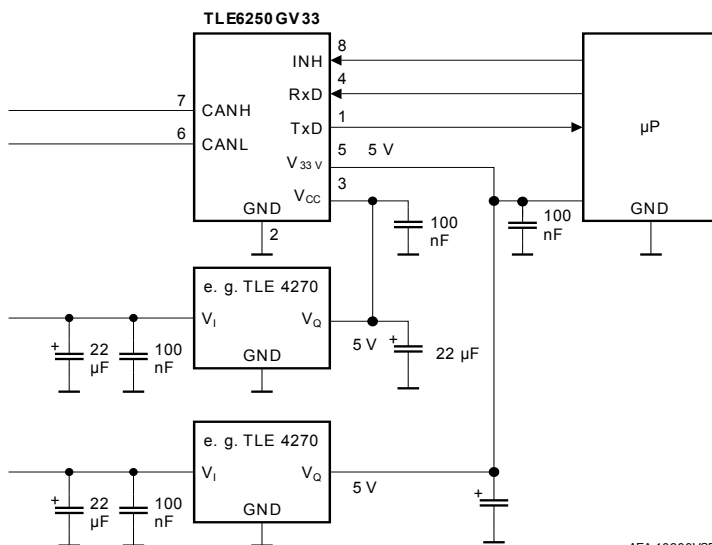 TLE6250GV33
8
INH
4
RxD
1
TxD
7
CANH
6
CANL
µP
5
5 V
V33 V
3
VCC
GND
2
100
nF
100
nF
GND
e. g. TLE 4270
VI
VQ
GND
+
22
µF
100
nF
5 V
+
22 µF
e. g. TLE 4270
VI
VQ
GND
+
22
µF
100
nF
5 V
+